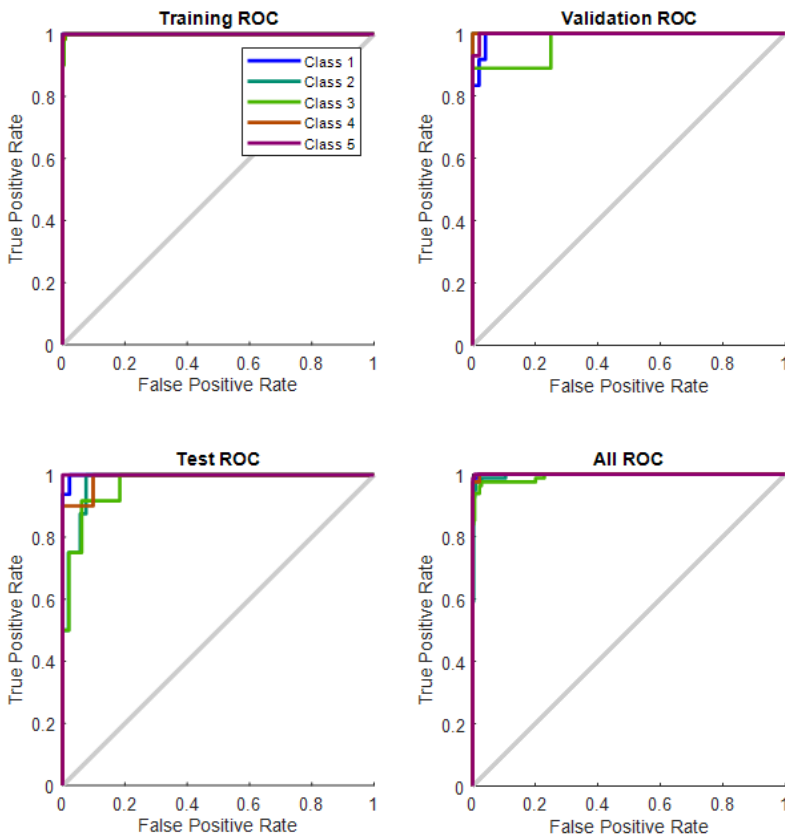 Training ROC
1
0.8
0.6
0.4
0.2
0
True Positive Rate
Class 1
Class 2
Class 3
Class 4
Class 5
0 0.2 0.4 0.6 0.8 1
False Positive Rate
Validation ROC
1
0.8
0.6
0.4
0.2
0
True Positive Rate
0 0.2 0.4 0.6 0.8 1
False Positive Rate
Test ROC
1
0.8
0.6
0.4
0.2
0
True Positive Rate
0 0.2 0.4 0.6 0.8 1
False Positive Rate
All ROC
1
0.8
0.6
0.4
0.2
0
True Positive Rate
0 0.2 0.4 0.6 0.8 1
False Positive Rate